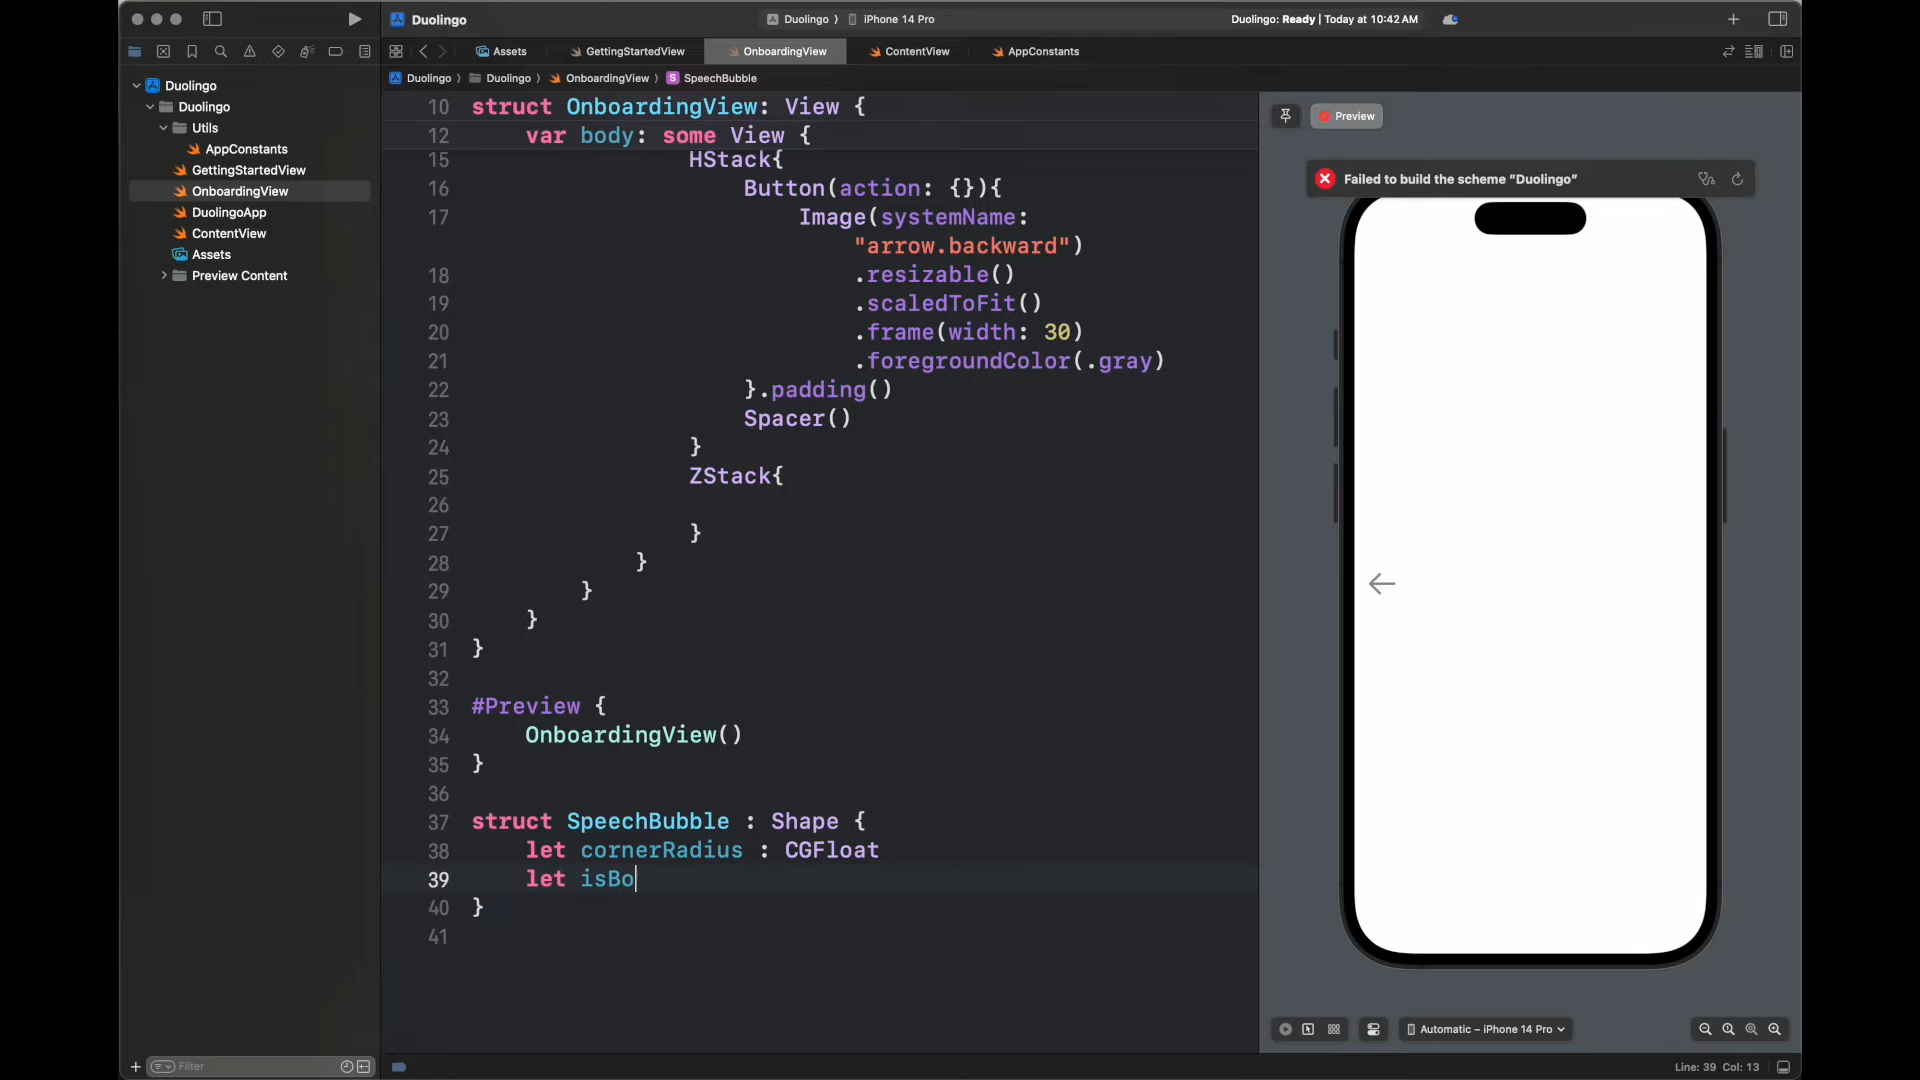 Duolingo
Duolingo 〉 iPhone 14 Pro
Duolingo: Ready | Today at 10:42 AM
Assets
GettingStartedView
OnboardingView
ContentView
AppConstants
Duolingo 〉 Duolingo 〉 OnboardingView 〉 S SpeechBubble
Duolingo
Duolingo
Utils
AppConstants
GettingStartedView
OnboardingView
DuolingoApp
ContentView
Assets
Preview Content
Filter
10 struct OnboardingView: View {
12 var body: some View {
15 HStack{
16 Button(action: {}){
17 Image(systemName:
"arrow.backward")
18 .resizable()
19 .scaledToFit()
20 .frame(width: 30)
21 .foregroundColor(.gray)
22 }.padding()
23 Spacer()
24 }
25 ZStack{
26
27 }
28 }
29 }
30 }
31 }
32
33 #Preview {
34 OnboardingView()
35 }
36
37 struct SpeechBubble : Shape {
38 let cornerRadius : CGFloat
39 let isBo
40 }
41
Preview
Failed to build the scheme "Duolingo"
Automatic – iPhone 14 Pro
Line: 39 Col: 13